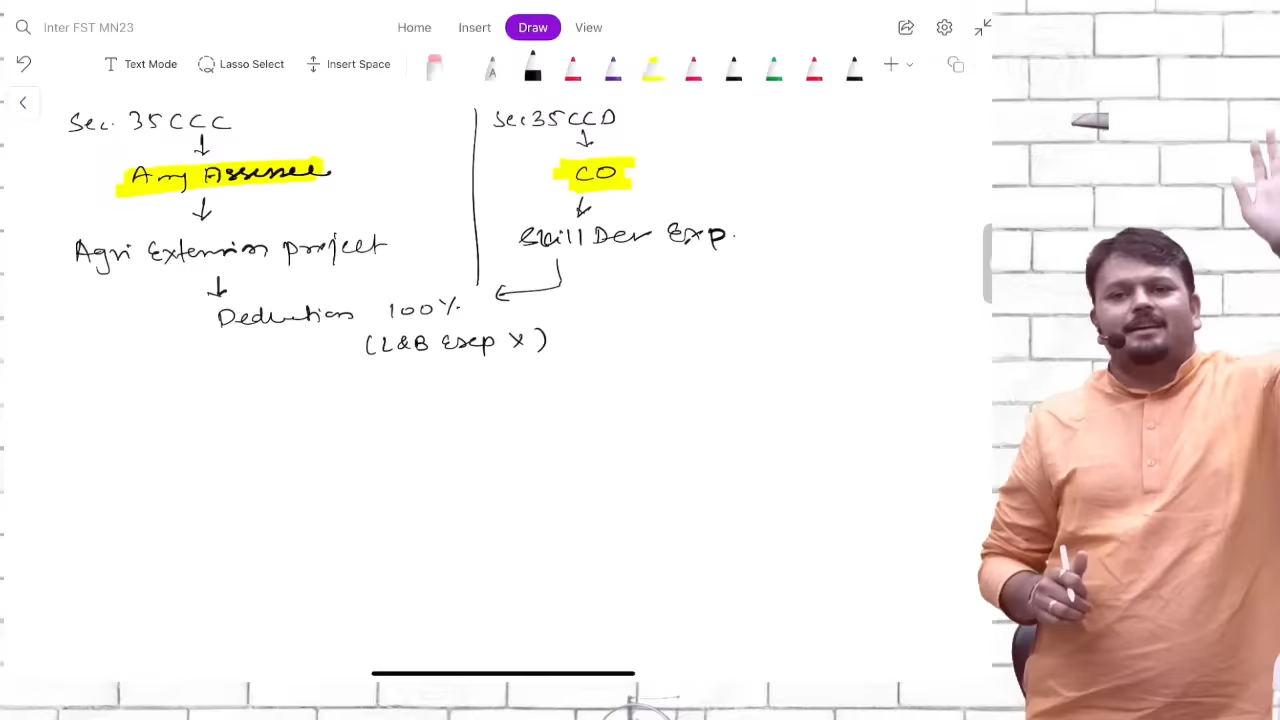 Inter FST MN23
Home Insert Draw View
Text Mode Lasso Select Insert Space
Sec. 35CCC
Any Assessee
Agri Extension project
Sec 35CCD
CO
Skill Dev Exp.
Deduction 100%
(L&B Exep X)